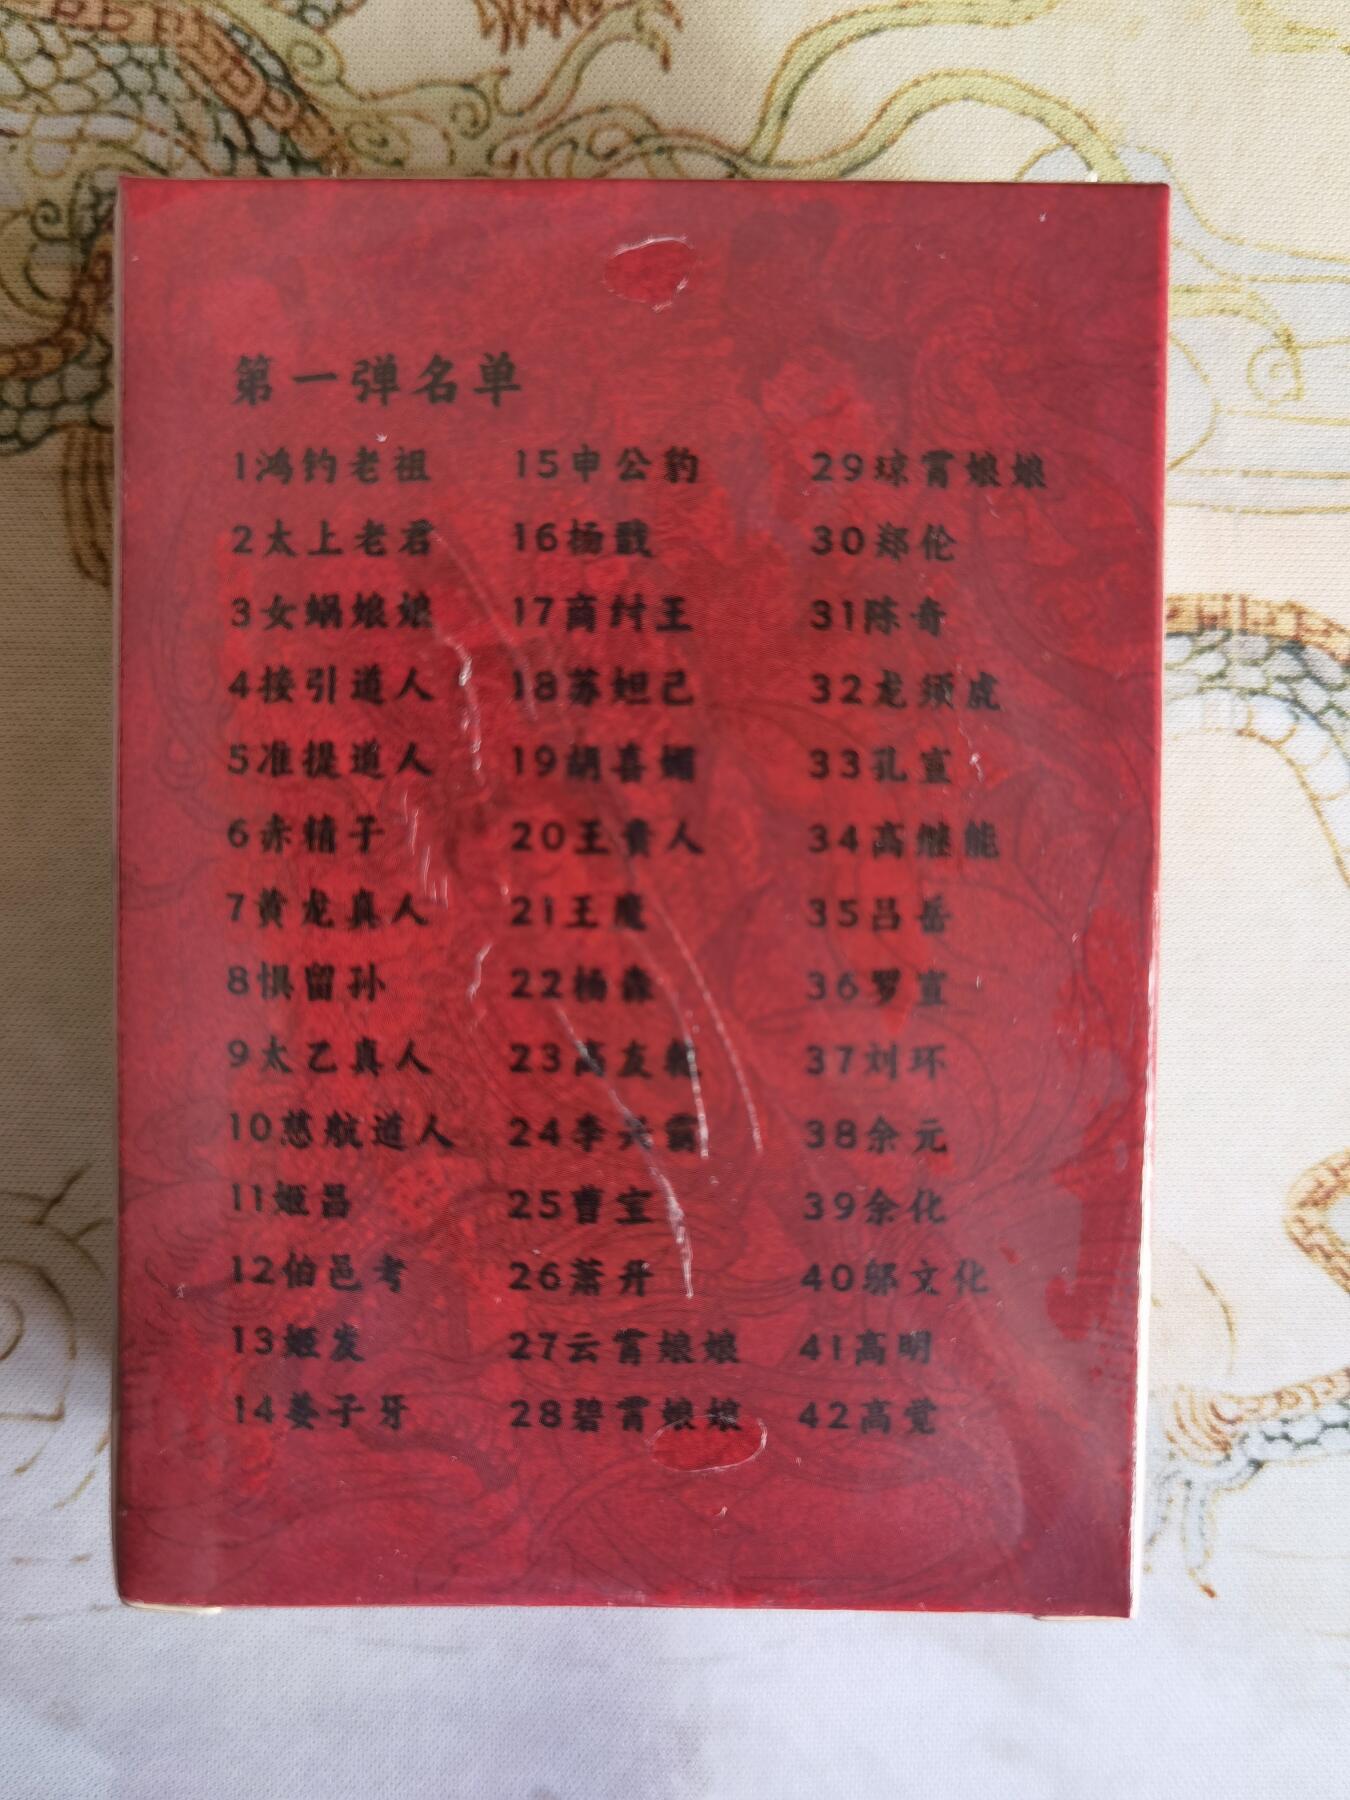 第一弹名单
1鸿钧老祖
2太上老君
3女蜗娘娘
4接引道人
5准提道人
6赤精子
7黄龙真人
8惧留孙
9太乙真人
10慈航道人
11姬昌
12伯邑考
13姬发
14姜子牙
15申公豹
16杨戬
17商纣王
18苏妲己
19胡喜媚
20王贵人
21王魔
22杨森
23高友乾
24李兴霸
25曹宝
26萧升
27云霄娘娘
28碧霄娘娘
29琼霄娘娘
30郑伦
31陈奇
32龙须虎
33孔宣
34高继能
35吕岳
36罗宣
37刘环
38余元
39余化
40邬文化
41高明
42高觉